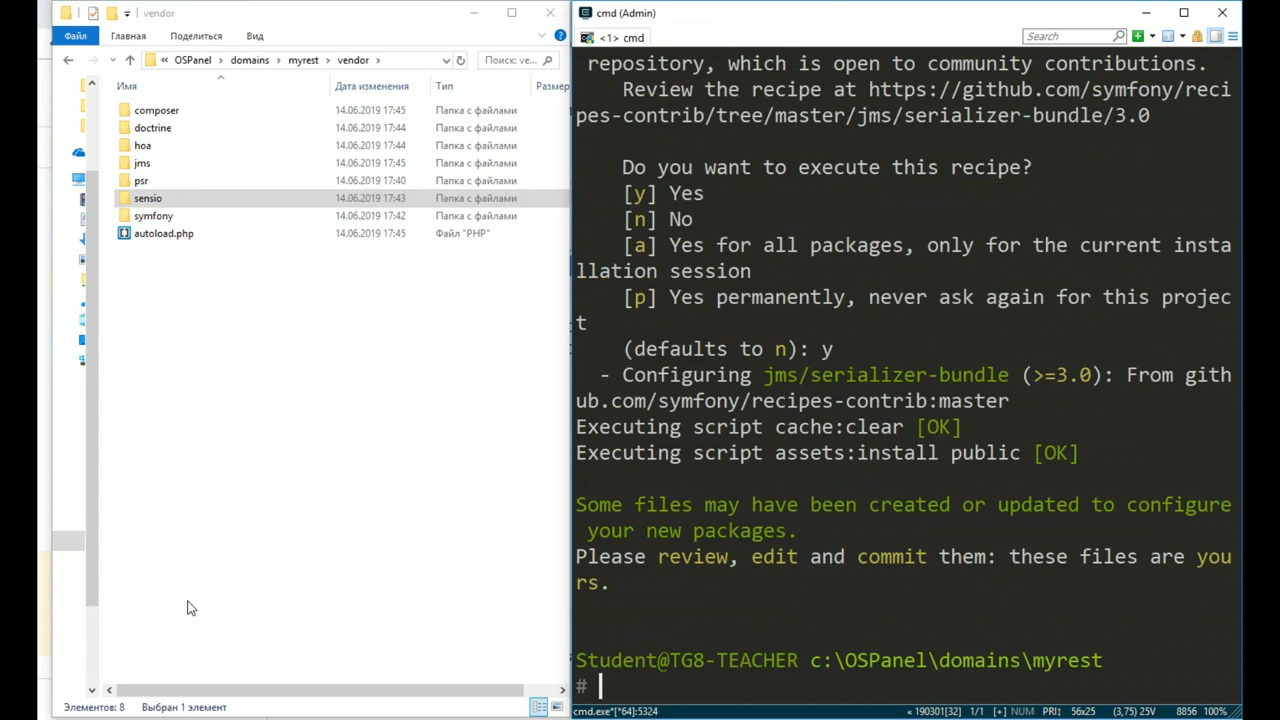 vendor
Файл
Главная
Поделиться
Вид
« OSPanel › domains › myrest › vendor ›
Поиск: ve...
Имя
Дата изменения
Тип
Размер
composer 14.06.2019 17:45 Папка с файлами
doctrine 14.06.2019 17:44 Папка с файлами
hoa 14.06.2019 17:44 Папка с файлами
jms 14.06.2019 17:45 Папка с файлами
psr 14.06.2019 17:40 Папка с файлами
sensio 14.06.2019 17:43 Папка с файлами
symfony 14.06.2019 17:42 Папка с файлами
autoload.php 14.06.2019 17:45 Файл "PHP"
Элементов: 8 Выбран 1 элемент
cmd (Admin)
<1> cmd
Search
repository, which is open to community contributions.
Review the recipe at https://github.com/symfony/reci
pes-contrib/tree/master/jms/serializer-bundle/3.0
Do you want to execute this recipe?
[y] Yes
[n] No
[a] Yes for all packages, only for the current insta
llation session
[p] Yes permanently, never ask again for this projec
t
(defaults to n): y
- Configuring jms/serializer-bundle (>=3.0): From gith
ub.com/symfony/recipes-contrib:master
Executing script cache:clear [OK]
Executing script assets:install public [OK]
Some files may have been created or updated to configure
your new packages.
Please review, edit and commit them: these files are you
rs.
Student@TG8-TEACHER c:\OSPanel\domains\myrest
#
cmd.exe*[*64]:5324
« 190301[32] 1/1 [+] NUM PRI↕ 56x25 (3,75) 25V 8856 100%